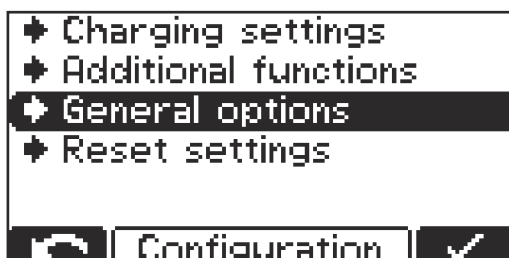 Charging settings
Additional functions
General options
Reset settings
Configuration